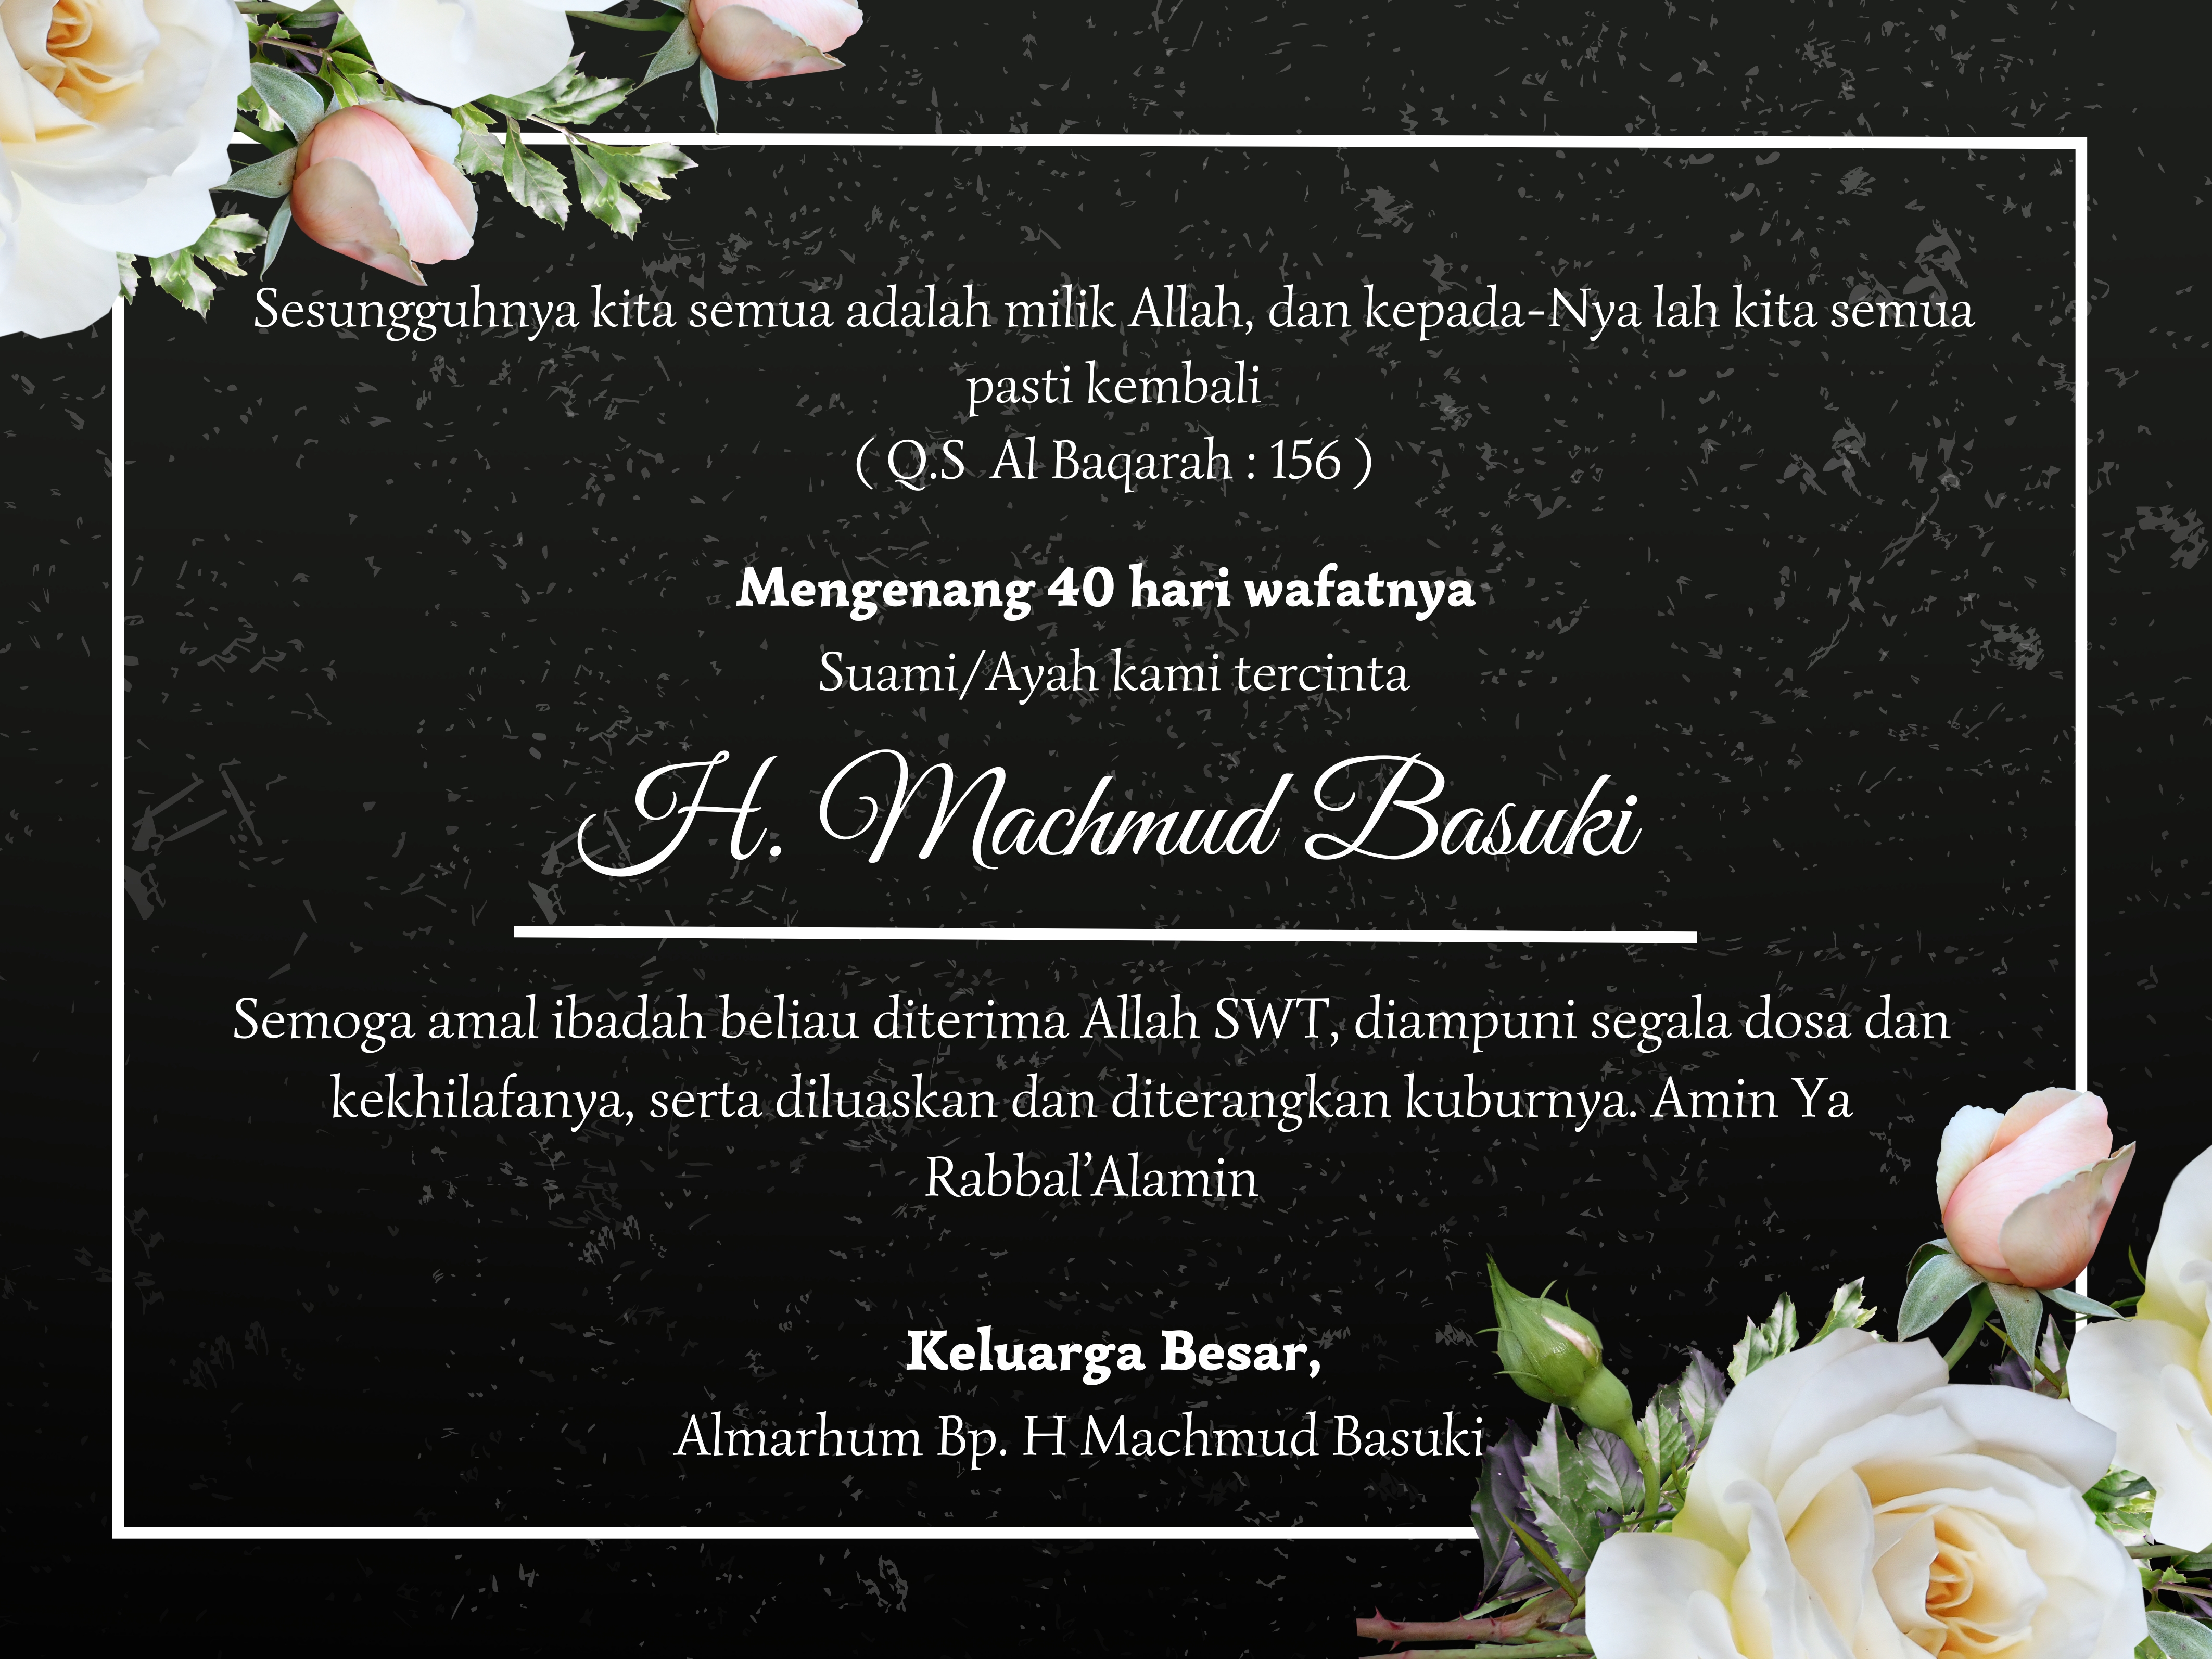 Sesungguhnya kita semua adalah milik Allah, dan kepada-Nya lah kita semua
pasti kembali
( Q.S Al Baqarah : 156 )
Mengenang 40 hari wafatnya
Suami/Ayah kami tercinta
H. Machmud Basuki
Semoga amal ibadah beliau diterima Allah SWT, diampuni segala dosa dan
kekhilafanya, serta diluaskan dan diterangkan kuburnya. Amin Ya
Rabbal’Alamin
Keluarga Besar,
Almarhum Bp. H Machmud Basuki